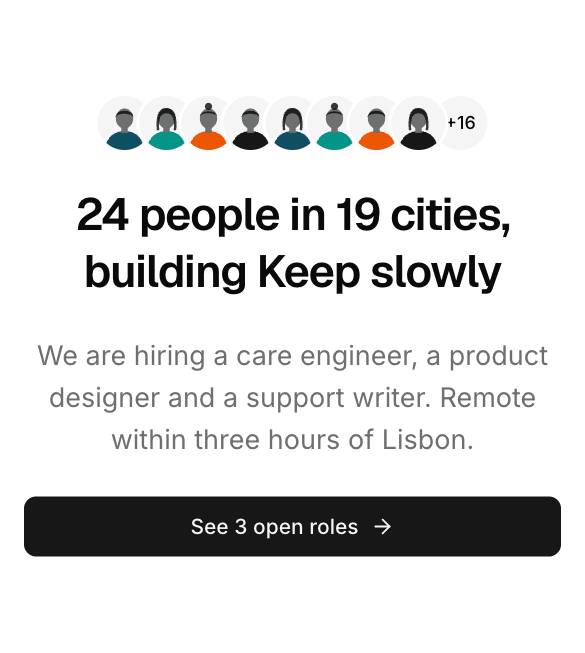 +16
24 people in 19 cities,
building Keep slowly
We are hiring a care engineer, a product
designer and a support writer. Remote
within three hours of Lisbon.
See 3 open roles →